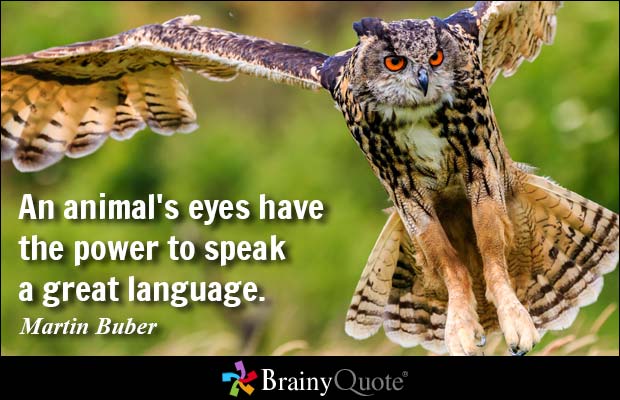 An animal's eyes have
the power to speak
a great language.
Martin Buber
BrainyQuote®